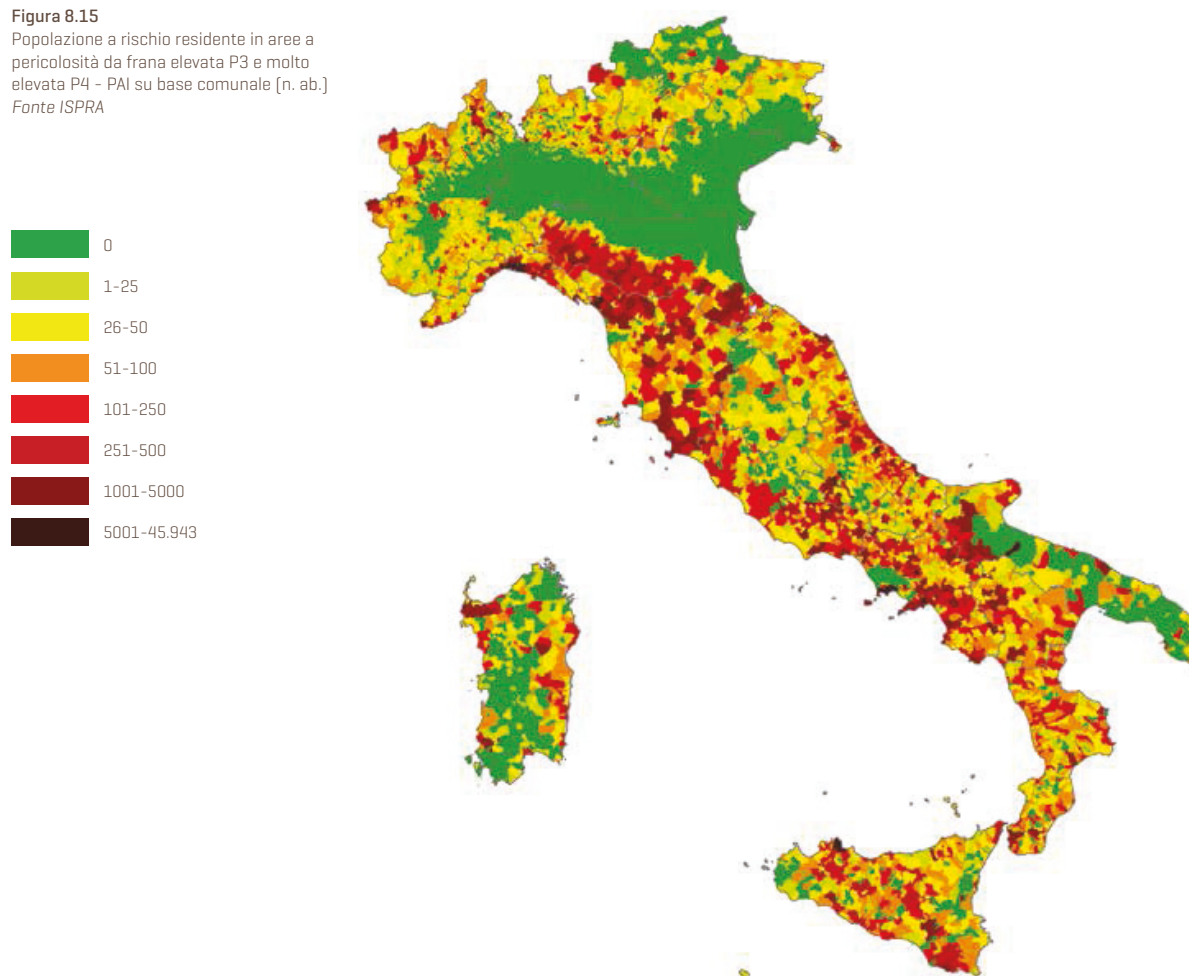 Figura 8.15
Popolazione a rischio residente in aree a
pericolosità da frana elevata P3 e molto
elevata P4 - PAI su base comunale (n. ab.)
Fonte ISPRA
0
1-25
26-50
51-100
101-250
251-500
1001-5000
5001-45.943